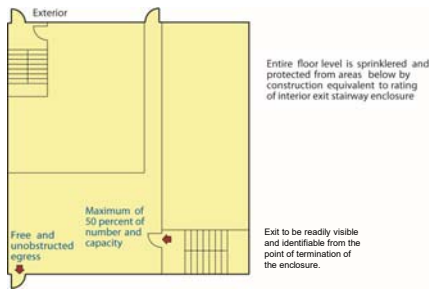 Exterior
Entire floor level is sprinklered and
protected from areas below by
construction equivalent to rating
of interior exit stairway enclosure
Maximum of
50 percent of
number and
capacity
Free and
unobstructed
egress
Exit to be readily visible
and identifiable from the
point of termination of
the enclosure.